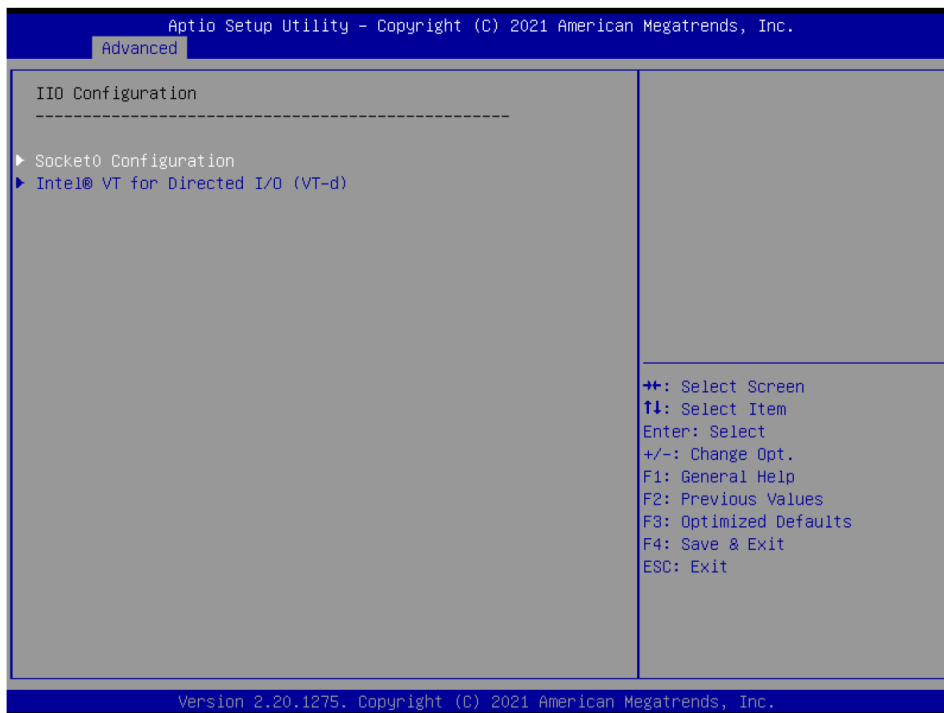 Aptio Setup Utility – Copyright (C) 2021 American Megatrends, Inc.
Advanced
IIO Configuration
--------------------------------------------------
▶ Socket0 Configuration
▶ Intel® VT for Directed I/O (VT-d)
→←: Select Screen
↑↓: Select Item
Enter: Select
+/-: Change Opt.
F1: General Help
F2: Previous Values
F3: Optimized Defaults
F4: Save & Exit
ESC: Exit
Version 2.20.1275. Copyright (C) 2021 American Megatrends, Inc.